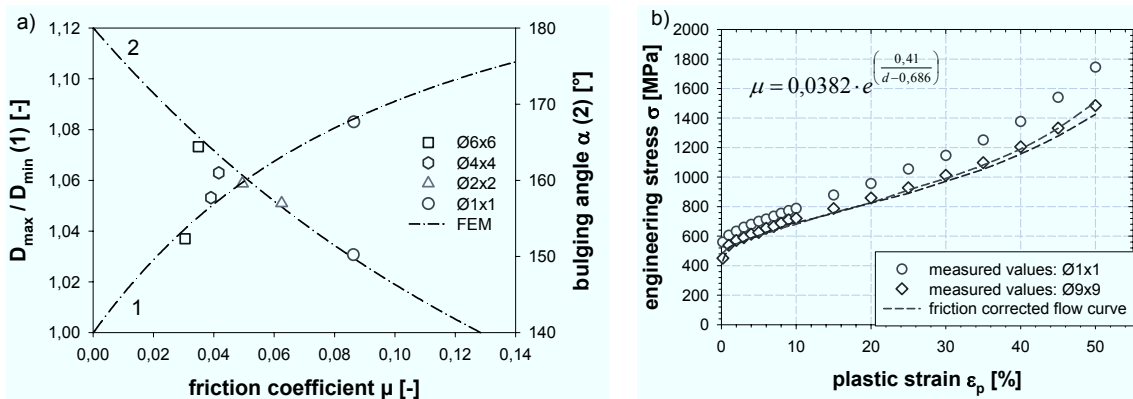 a)
1,12
1,10
1,08
1,06
1,04
1,02
1,00
D_max / D_min (1) [-]
2
1
180
170
160
150
140
bulging angle α (2) [°]
Ø6x6
Ø4x4
Ø2x2
Ø1x1
FEM
0,00 0,02 0,04 0,06 0,08 0,10 0,12 0,14
friction coefficient µ [-]
b)
2000
1800
1600
1400
1200
1000
800
600
400
200
0
engineering stress σ [MPa]
μ = 0,0382 · e^(0,41 / (d−0,686))
measured values: Ø1x1
measured values: Ø9x9
friction corrected flow curve
0 10 20 30 40 50
plastic strain ε_p [%]